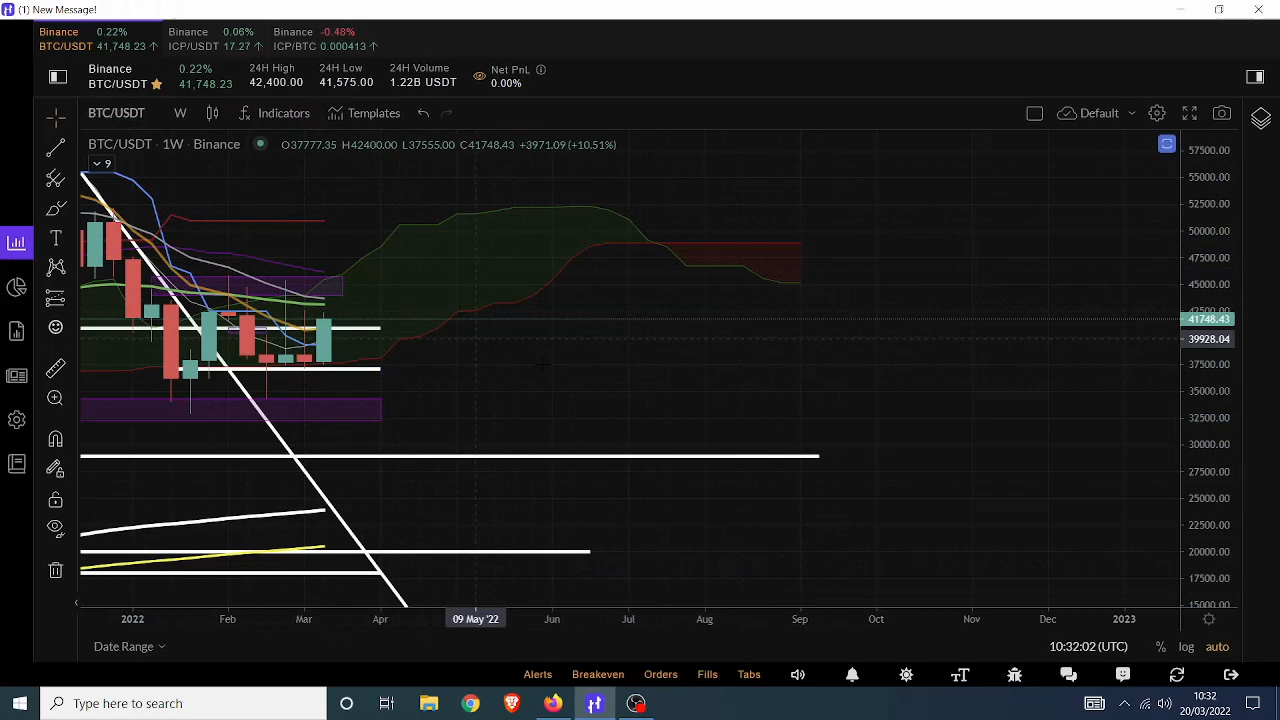 (1) New Message!
Binance 0.22%
BTC/USDT 41,748.23 ↑
Binance 0.06%
ICP/USDT 17.27 ↑
Binance -0.48%
ICP/BTC 0.000413 ↑
Binance 0.22%
BTC/USDT 41,748.23
24H High
42,400.00
24H Low
41,575.00
24H Volume
1.22B USDT
Net PnL
0.00%
BTC/USDT W Indicators Templates Default
BTC/USDT · 1W · Binance O37777.35 H42400.00 L37555.00 C41748.43 +3971.09 (+10.51%)
9
57500.00
55000.00
52500.00
50000.00
47500.00
45000.00
41748.43
39928.04
37500.00
35000.00
32500.00
30000.00
27500.00
25000.00
22500.00
20000.00
17500.00
15000.00
2022 Feb Mar Apr 09 May '22 Jun Jul Aug Sep Oct Nov Dec 2023
Date Range 10:32:02 (UTC) % log auto
Alerts Breakeven Orders Fills Tabs
Type here to search
10:32
20/03/2022